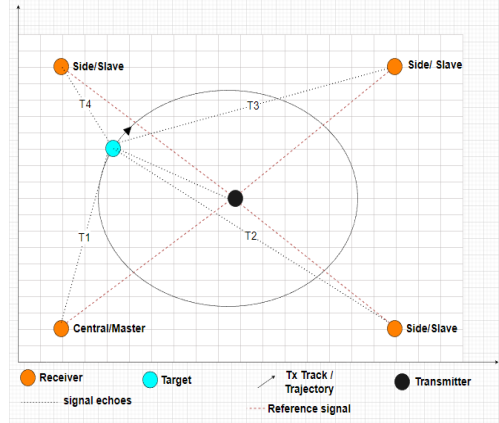 Side/Slave
Side/ Slave
T4
T3
T1
T2
Central/Master
Side/Slave
Receiver
Target
Tx Track /
Trajectory
Transmitter
signal echoes
Reference signal